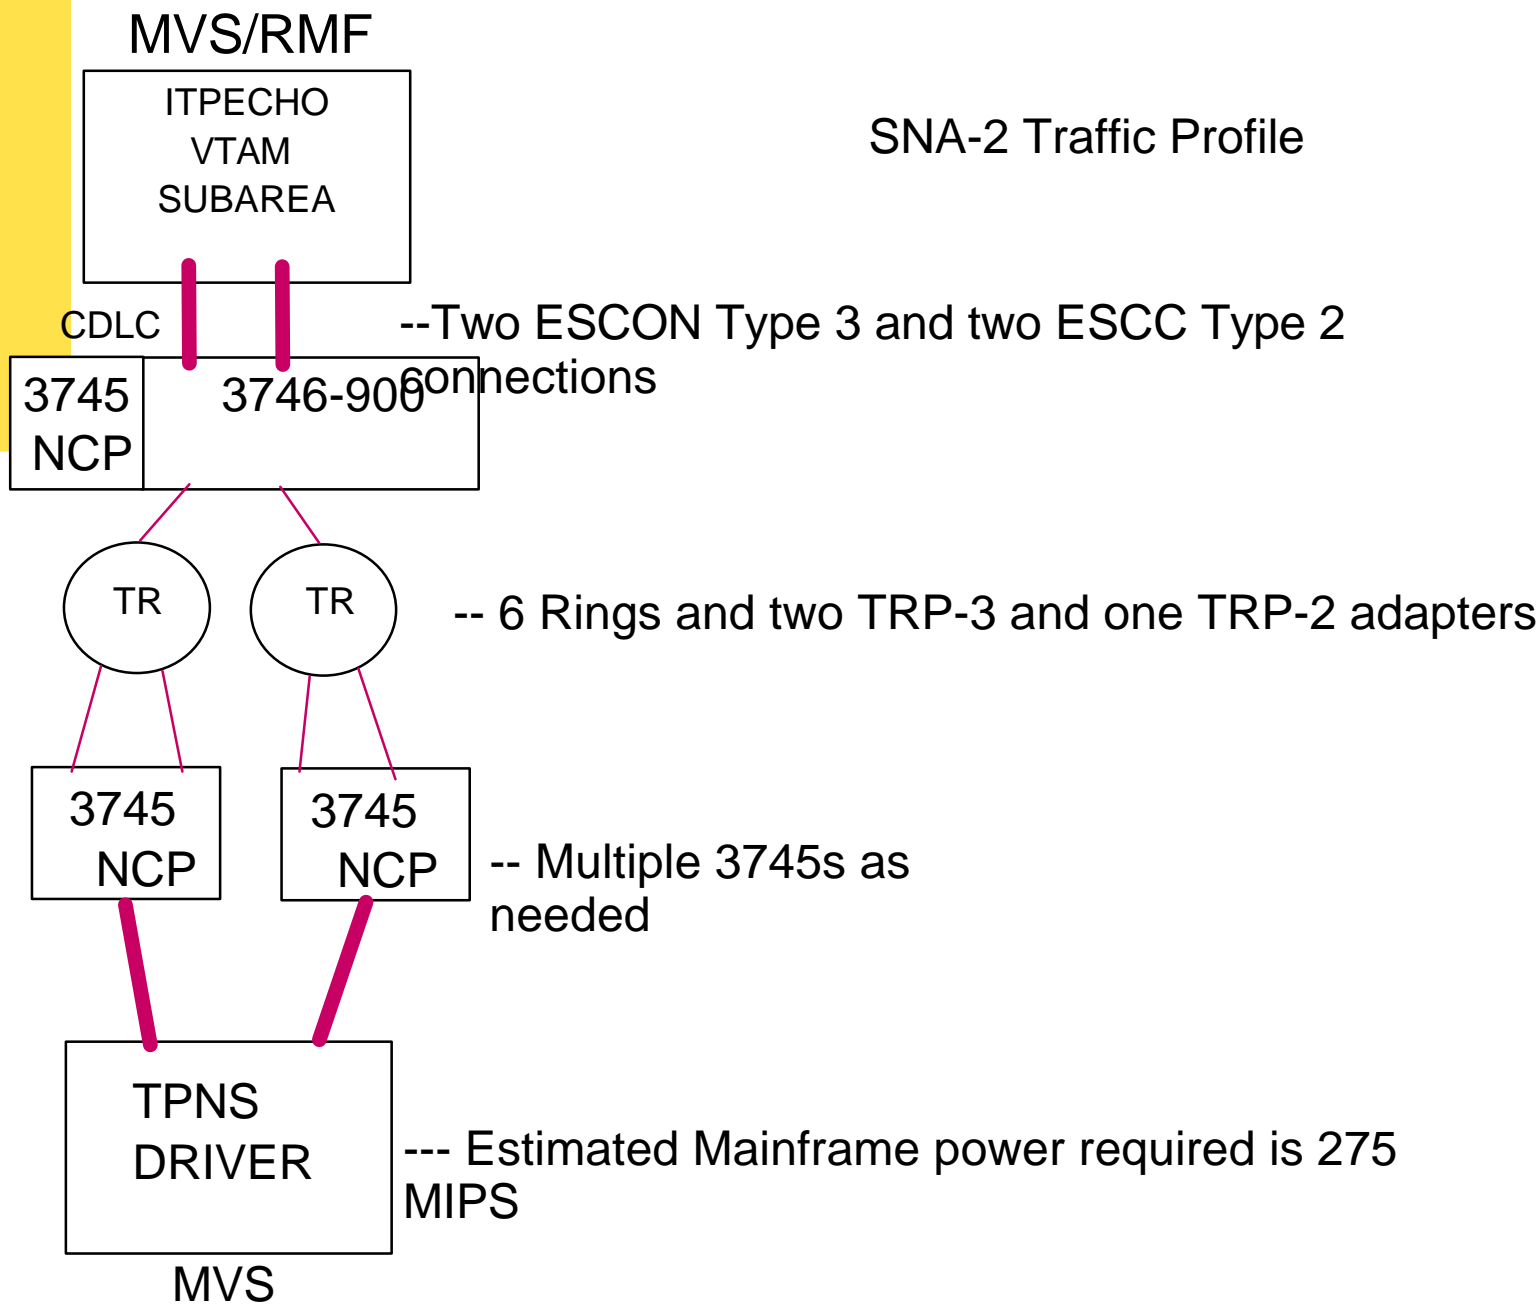 MVS/RMF
ITPECHO
VTAM
SUBAREA
SNA-2 Traffic Profile
CDLC
--Two ESCON Type 3 and two ESCC Type 2
connections
3745
NCP
3746-900
TR
TR
-- 6 Rings and two TRP-3 and one TRP-2 adapters
3745
NCP
3745
NCP
-- Multiple 3745s as
needed
TPNS
DRIVER
--- Estimated Mainframe power required is 275
MIPS
MVS